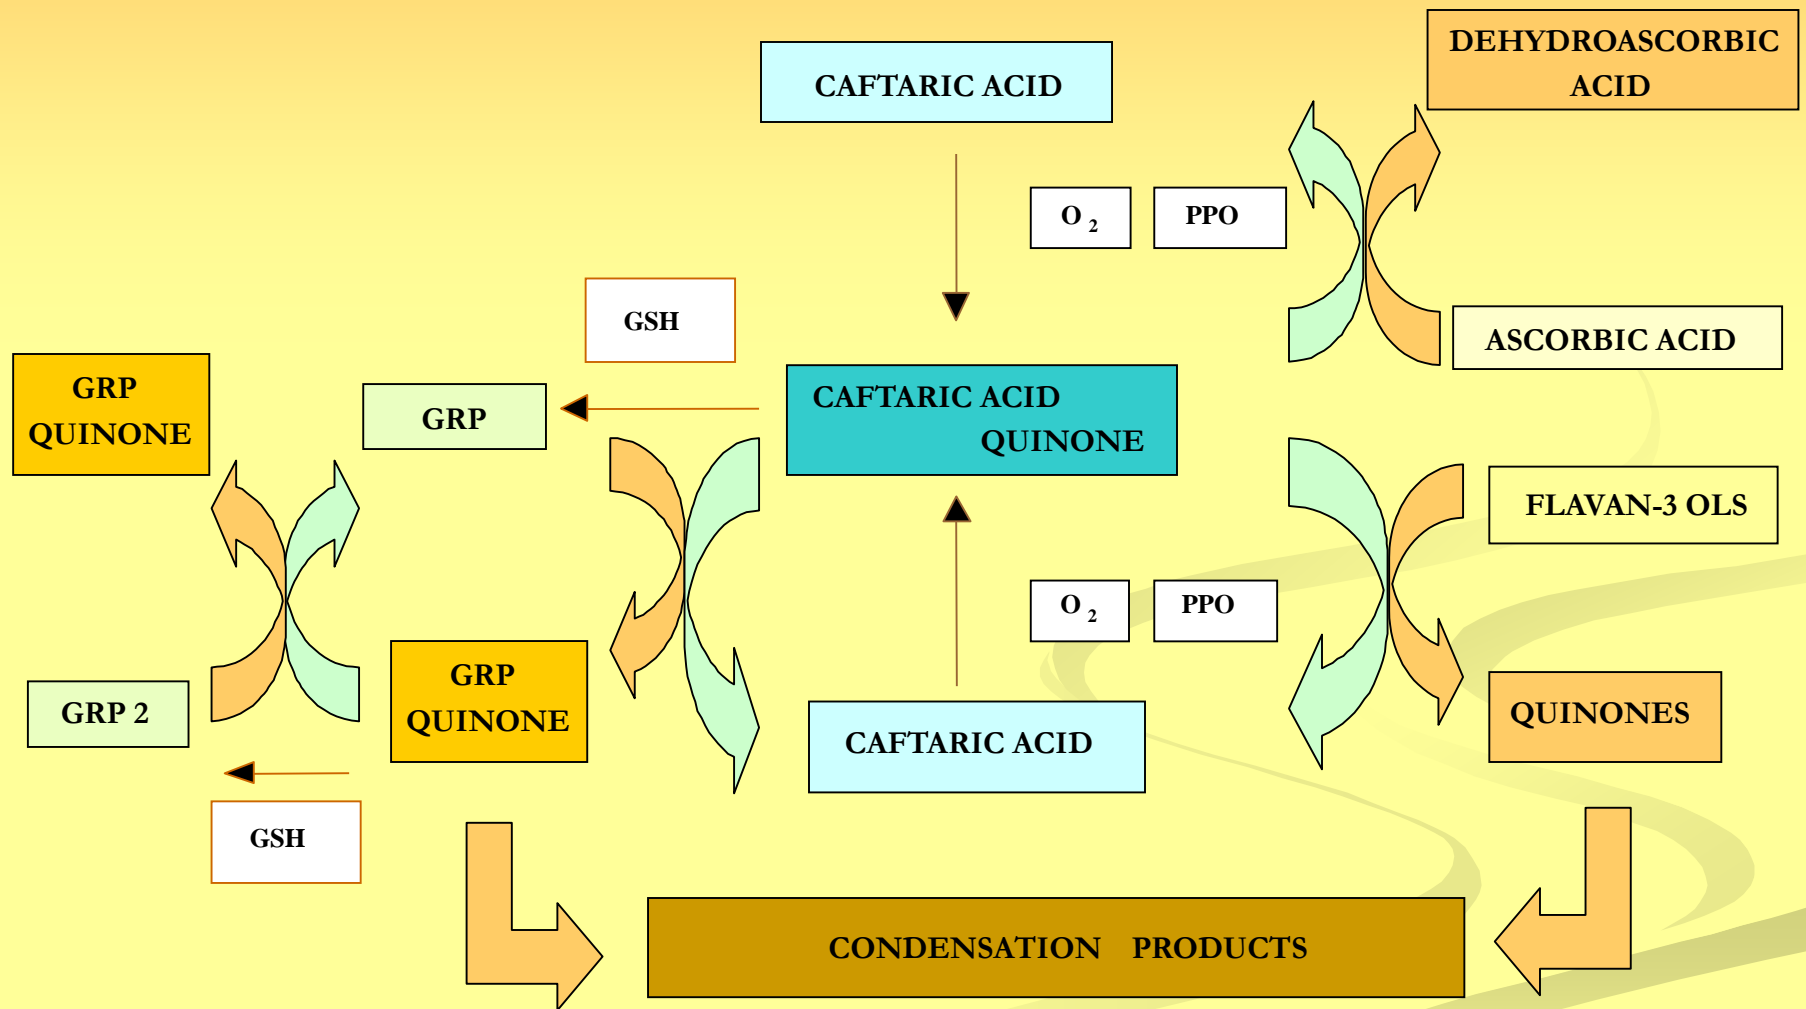 DEHYDROASCORBIC
ACID
CAFTARIC ACID
O 2
PPO
GSH
ASCORBIC ACID
GRP
QUINONE
GRP
CAFTARIC ACID
QUINONE
FLAVAN-3 OLS
O 2
PPO
GRP
QUINONE
GRP 2
CAFTARIC ACID
QUINONES
GSH
CONDENSATION PRODUCTS